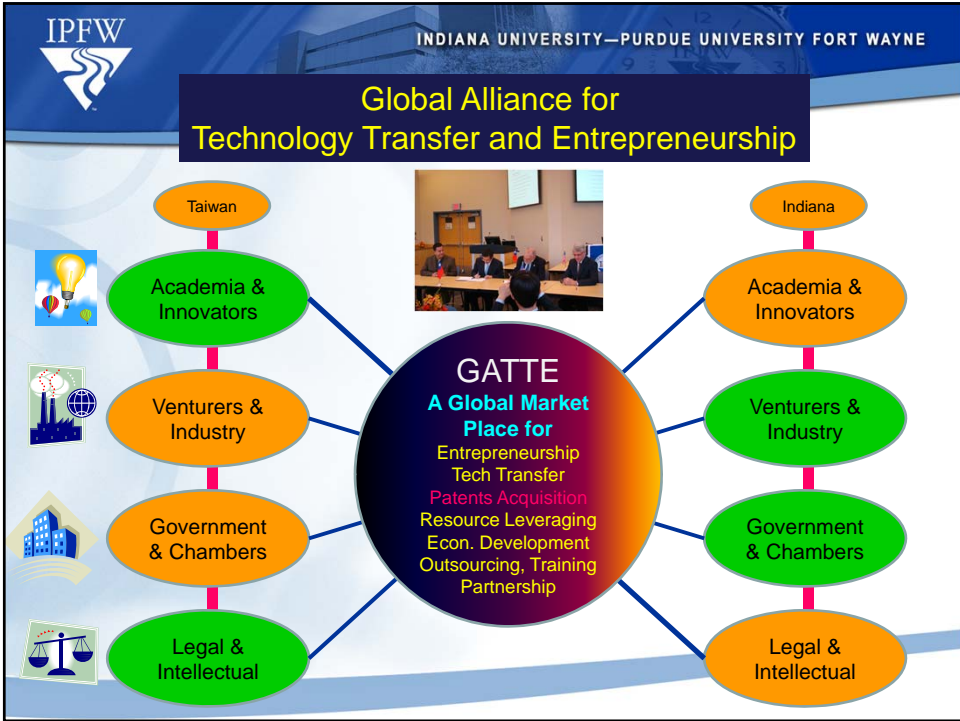 IPFW
INDIANA UNIVERSITY—PURDUE UNIVERSITY FORT WAYNE
Global Alliance for
Technology Transfer and Entrepreneurship
Taiwan
Academia &
Innovators
Venturers &
Industry
Government
& Chambers
Legal &
Intellectual
GATTE
A Global Market
Place for
Entrepreneurship
Tech Transfer
Patents Acquisition
Resource Leveraging
Econ. Development
Outsourcing, Training
Partnership
Indiana
Academia &
Innovators
Venturers &
Industry
Government
& Chambers
Legal &
Intellectual